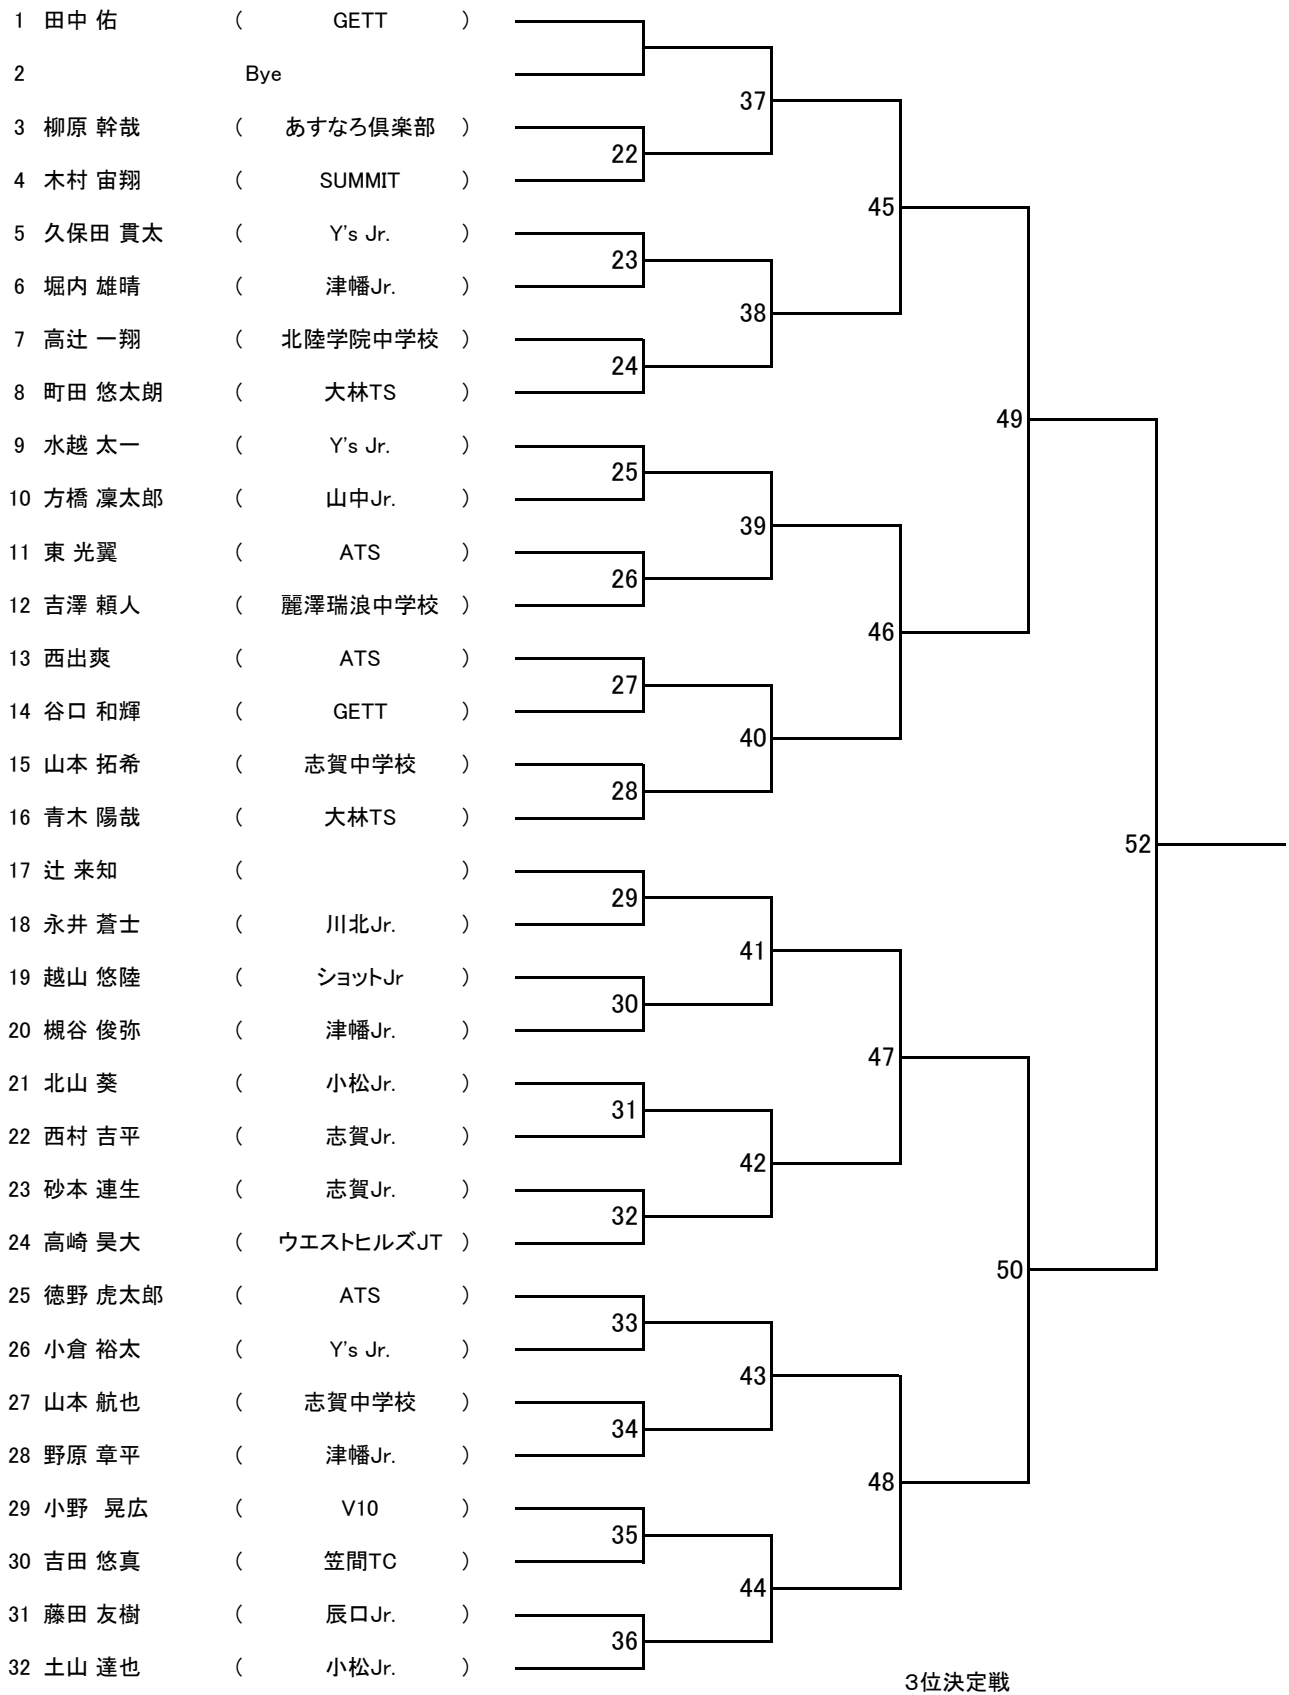 1 田中 佑 ( GETT )
2 Bye
37
3 柳原 幹哉 ( あすなろ倶楽部 )
22
4 木村 宙翔 ( SUMMIT )
45
5 久保田 貫太 ( Y's Jr. )
23
6 堀内 雄晴 ( 津幡Jr. )
38
7 高辻 一翔 ( 北陸学院中学校 )
24
8 町田 悠太朗 ( 大林TS )
49
9 水越 太一 ( Y's Jr. )
25
10 方橋 凜太郎 ( 山中Jr. )
39
11 東 光翼 ( ATS )
26
12 吉澤 頼人 ( 麗澤瑞浪中学校 )
46
13 西出爽 ( ATS )
27
14 谷口 和輝 ( GETT )
40
15 山本 拓希 ( 志賀中学校 )
28
16 青木 陽哉 ( 大林TS )
52
17 辻 来知 ( )
29
18 永井 蒼士 ( 川北Jr. )
41
19 越山 悠陸 ( ショットJr )
30
20 槻谷 俊弥 ( 津幡Jr. )
47
21 北山 葵 ( 小松Jr. )
31
22 西村 吉平 ( 志賀Jr. )
42
23 砂本 連生 ( 志賀Jr. )
32
24 高崎 昊大 ( ウエストヒルズJT )
50
25 徳野 虎太郎 ( ATS )
33
26 小倉 裕太 ( Y's Jr. )
43
27 山本 航也 ( 志賀中学校 )
34
28 野原 章平 ( 津幡Jr. )
48
29 小野 晃広 ( V10 )
35
30 吉田 悠真 ( 笠間TC )
44
31 藤田 友樹 ( 辰口Jr. )
36
32 土山 達也 ( 小松Jr. )
3位決定戦